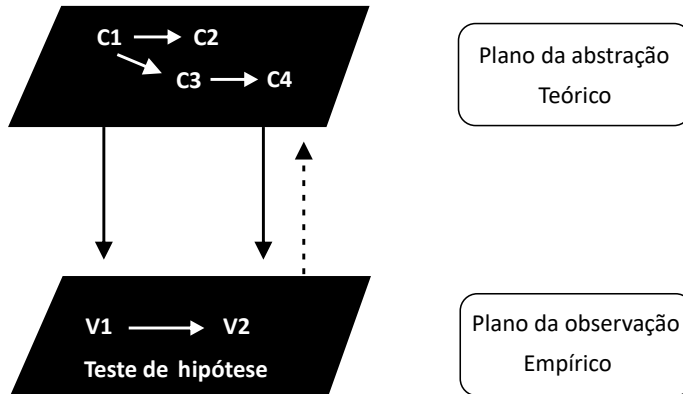 C1 C2
C3 C4
Plano da abstração
Teórico
V1 V2
Teste de hipótese
Plano da observação
Empírico